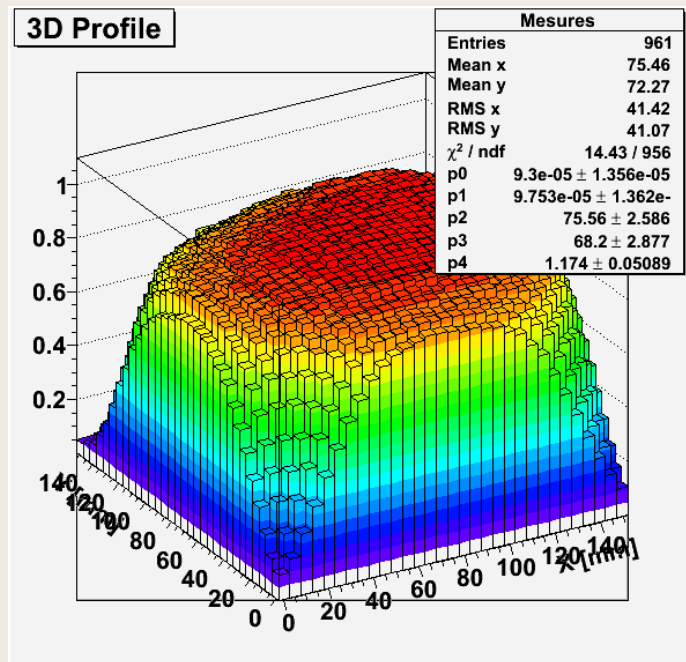 3D Profile
Mesures
Entries 961
Mean x 75.46
Mean y 72.27
RMS x 41.42
RMS y 41.07
χ² / ndf 14.43 / 956
p0 9.3e-05 ± 1.356e-05
p1 9.753e-05 ± 1.362e-
p2 75.56 ± 2.586
p3 68.2 ± 2.877
p4 1.174 ± 0.05089
1
0.8
0.6
0.4
0.2
140
120
100
80
60
40
20
0
0
20
40
60
80
100
120
140
X [mm]